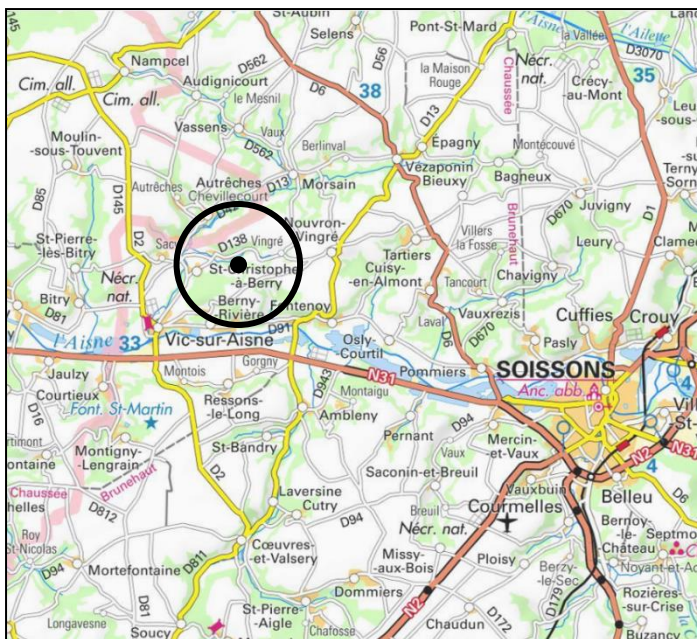 145
St-Aubin
Selens
Pont-St-Mard
l'Aisne
la Vallée
l'Ailette
D3070
Nampcel
D562
D6
D56
la Maison
Rouge
Chaussée
Nécr.
nat.
Crécy-
-au-Mont
35
Cim. all.
Cim. all.
Audignicourt
le Mesnil
38
D13
Vassens
Vaux
D562
Berlinval
Épagny
Montécouvé
Moulin-
-sous-Touvent
Vézaponin
Bieuxy
Bagneux
D85
D145
Autrêches
Autrêches
Chevillecourt
D13
Morsain
D670
Juvigny
D1
D2
D42
Nouvron-
-Vingré
Villers
la Fosse
Brunehaut
Leury
St-Pierre-
-lès-Bitry
D138
Vingré
Tartiers
Cuisy-
-en-Almont
Tancourt
Chavigny
Nécr.
nat.
St-Christophe-
-à-Berry
Bitry
D81
Berny-
-Rivière
Fontenoy
Laval
Vauxrezis
D670
Cuffies
Crouy
l'Aisne
33
Vic-sur-Aisne
D91
Osly-
-Courtil
D6
Pasly
Jaulzy
Courtieux
Montois
Gorgny
D943
N31
Pommiers
SOISSONS
Anc. abb.
4
D16
Font. St-Martin
Ressons-
-le-Long
Montaigu
Ambleny
D94
Montigny-
-Lengrain
D2
St-Bandry
Pernant
Mercin-
-et-Vaux
N2
N31
Vaux
Saconin-et-Breuil
Vauxbuin
4
Chaussée
Brunehaut
D812
Laversine
Cutry
D94
Breuil
Courmelles
Belleu
D6
Nécr. nat.
Roy
St-Nicolas
D811
Cœuvres-
-et-Valsery
Missy-
-aux-Bois
Ploisy
Berzy-
-le-Sec
Bernoy-
-le-
-Château
D94
Mortefontaine
Noyant-et-
D81
Dommiers
N2
D179
Rozières-
-sur-Crise
Longavesne
Soucy
St-Pierre-
-Aigle
Chafosse
Chaudun
D172
Buzancy